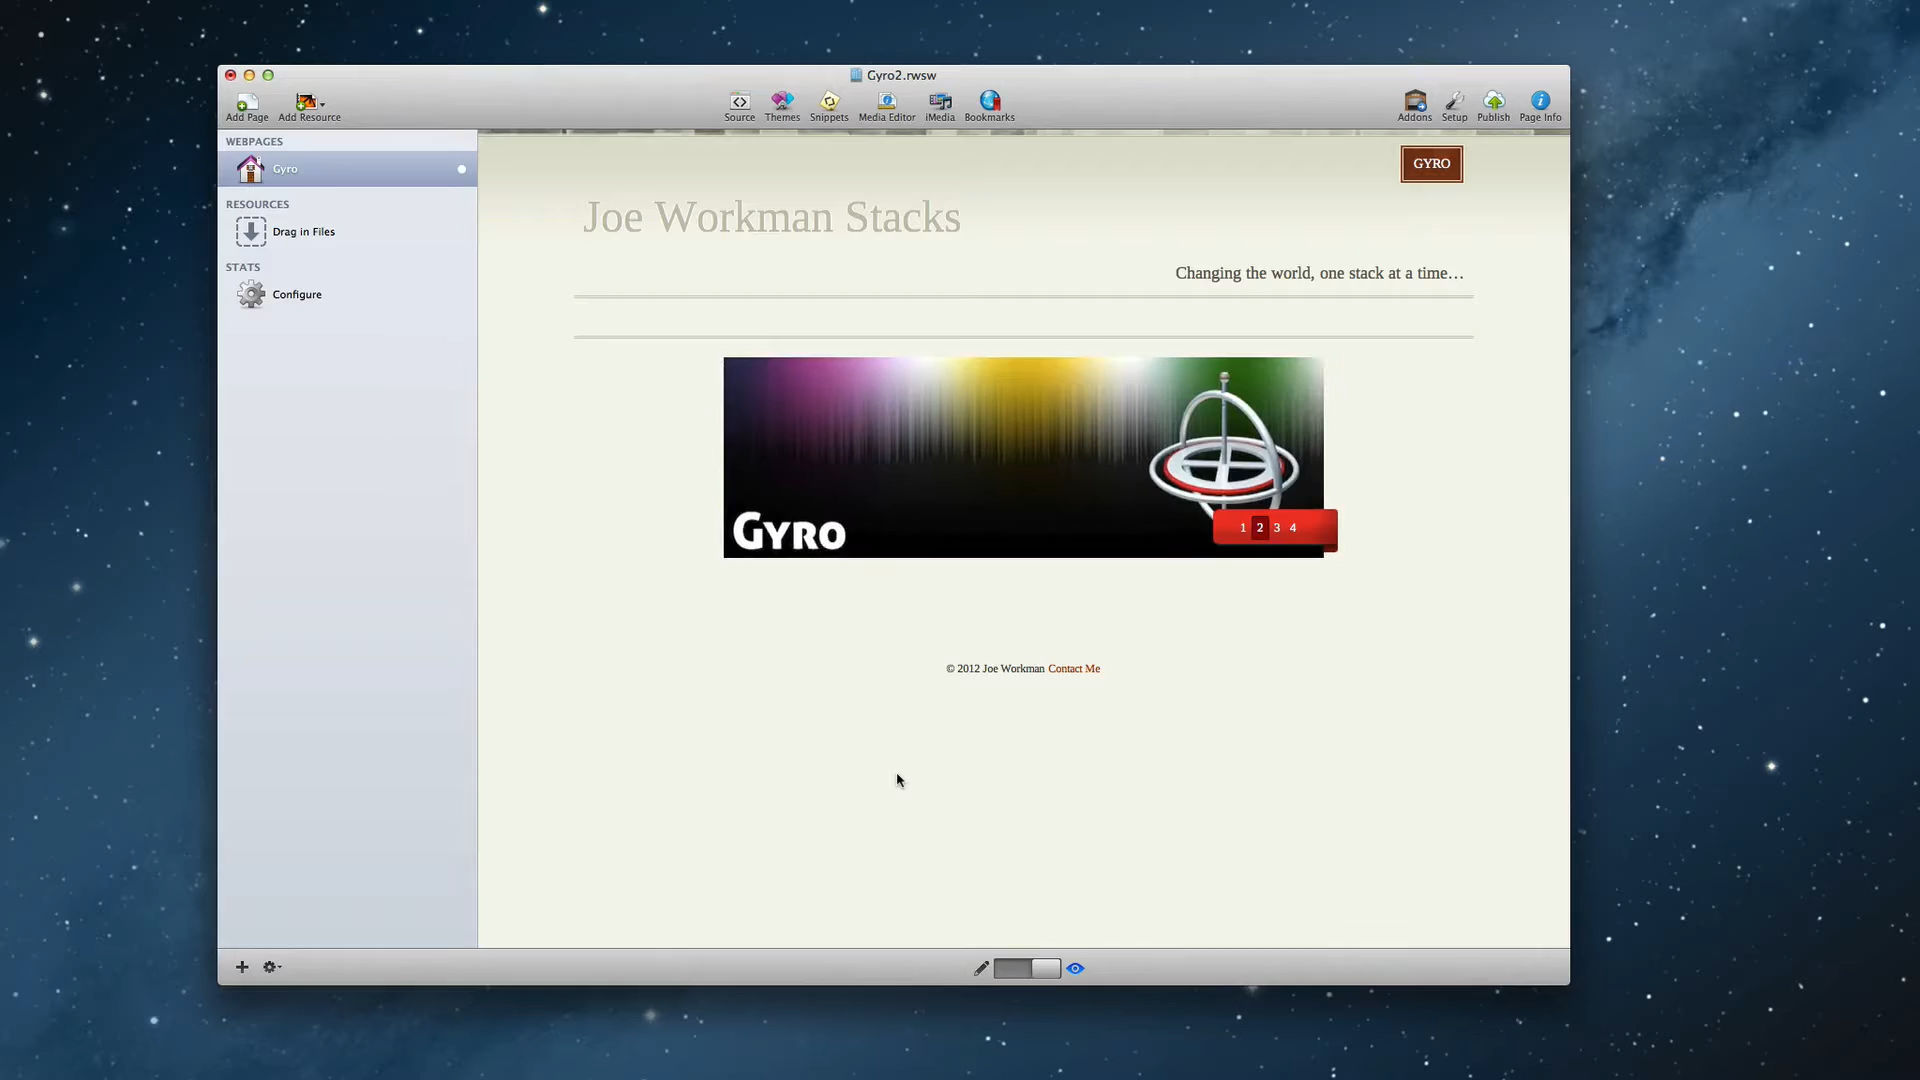 Gyro2.rwsw
Add Page Add Resource Source Themes Snippets Media Editor iMedia Bookmarks Addons Setup Publish Page Info
WEBPAGES
Gyro
RESOURCES
Drag in Files
STATS
Configure
GYRO
Joe Workman Stacks
Changing the world, one stack at a time…
GYRO
1 2 3 4
© 2012 Joe Workman Contact Me